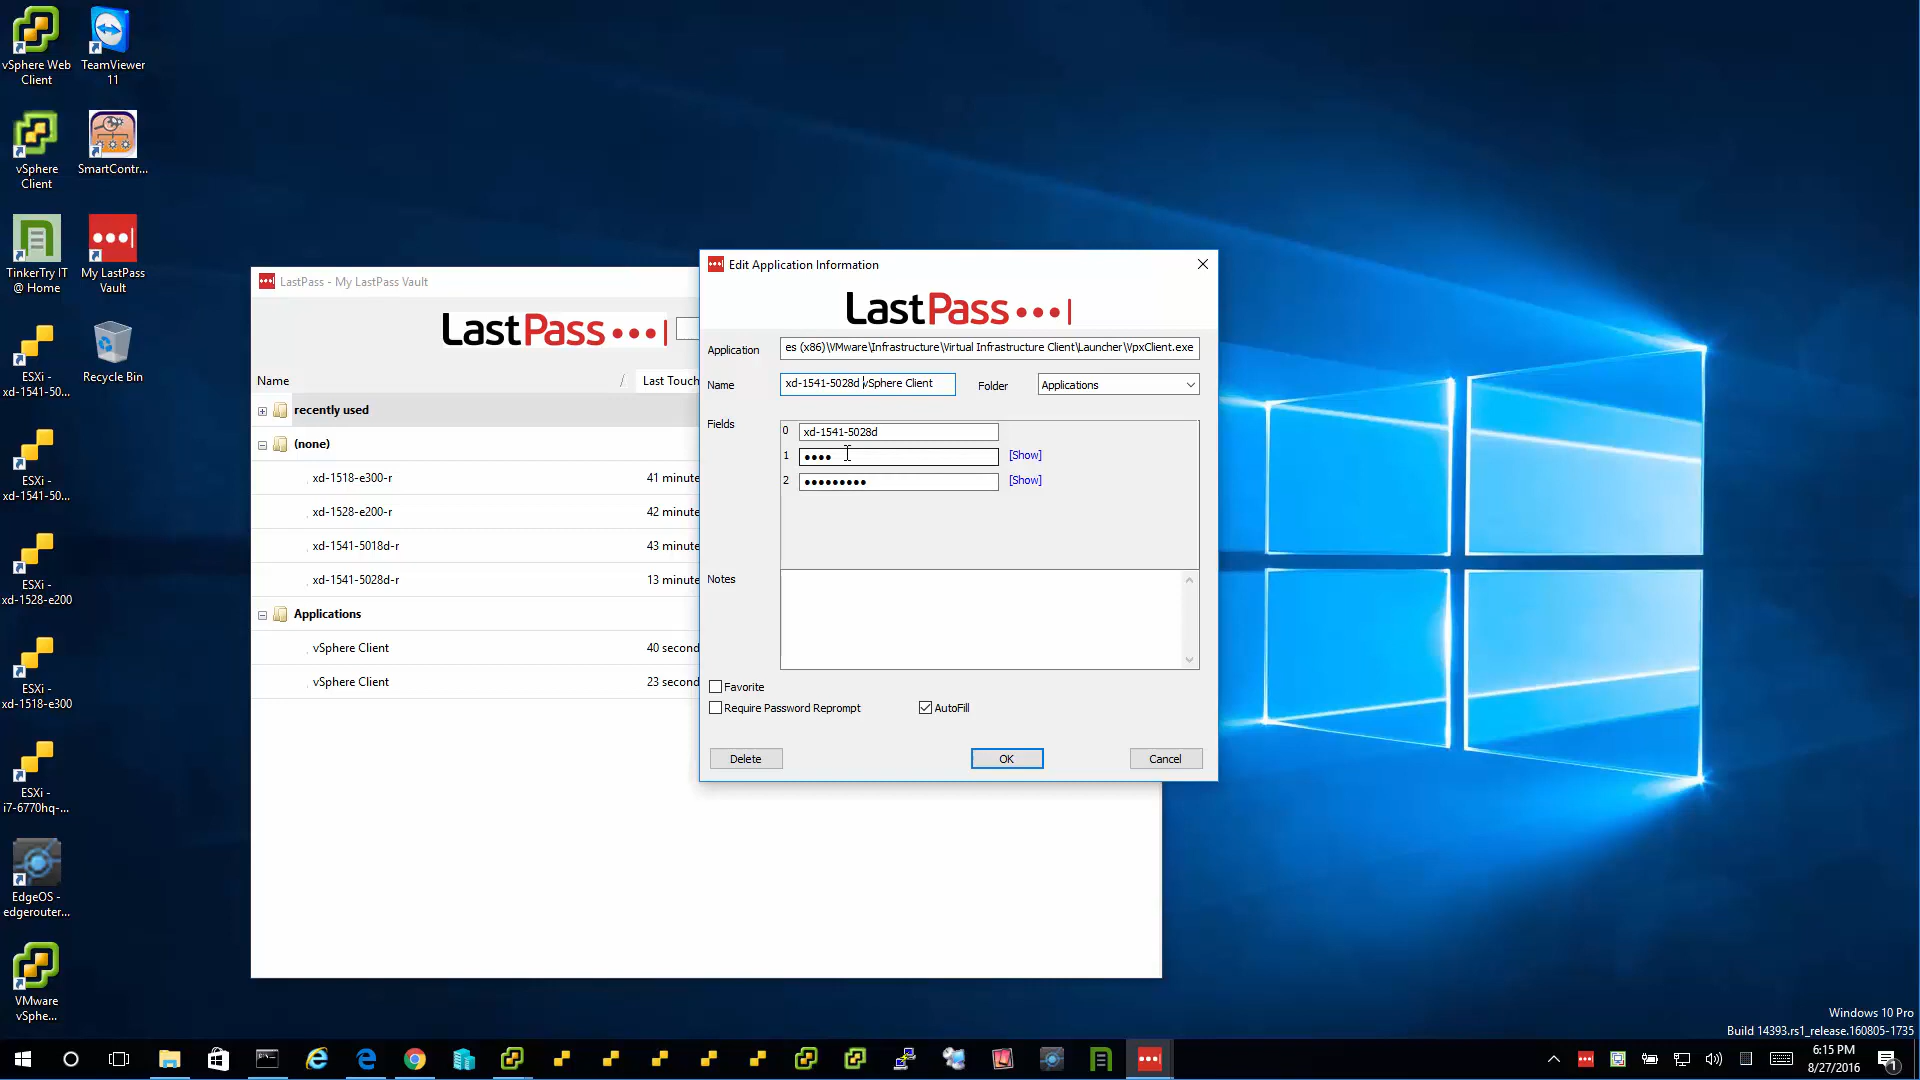 vSphere Web
Client
TeamViewer
11
vSphere
Client
SmartContr...
TinkerTry IT
@ Home
My LastPass
Vault
ESXi -
xd-1541-50...
Recycle Bin
ESXi -
xd-1541-50...
ESXi -
xd-1528-e200
ESXi -
xd-1518-e300
ESXi -
i7-6770hq-...
EdgeOS -
edgerouter...
VMware
vSphe...
LastPass - My LastPass Vault
LastPass
Name
Last Touch
recently used
(none)
xd-1518-e300-r
41 minute
xd-1528-e200-r
42 minute
xd-1541-5018d-r
43 minute
xd-1541-5028d-r
13 minute
Applications
vSphere Client
40 second
vSphere Client
23 second
Edit Application Information
LastPass
Application
es (x86)\VMware\Infrastructure\Virtual Infrastructure Client\Launcher\VpxClient.exe
Name
xd-1541-5028d vSphere Client
Folder
Applications
Fields
0
xd-1541-5028d
1
••••
[Show]
2
•••••••••
[Show]
Notes
Favorite
Require Password Reprompt
AutoFill
Delete
OK
Cancel
Windows 10 Pro
Build 14393.rs1_release.160805-1735
6:15 PM
8/27/2016
1